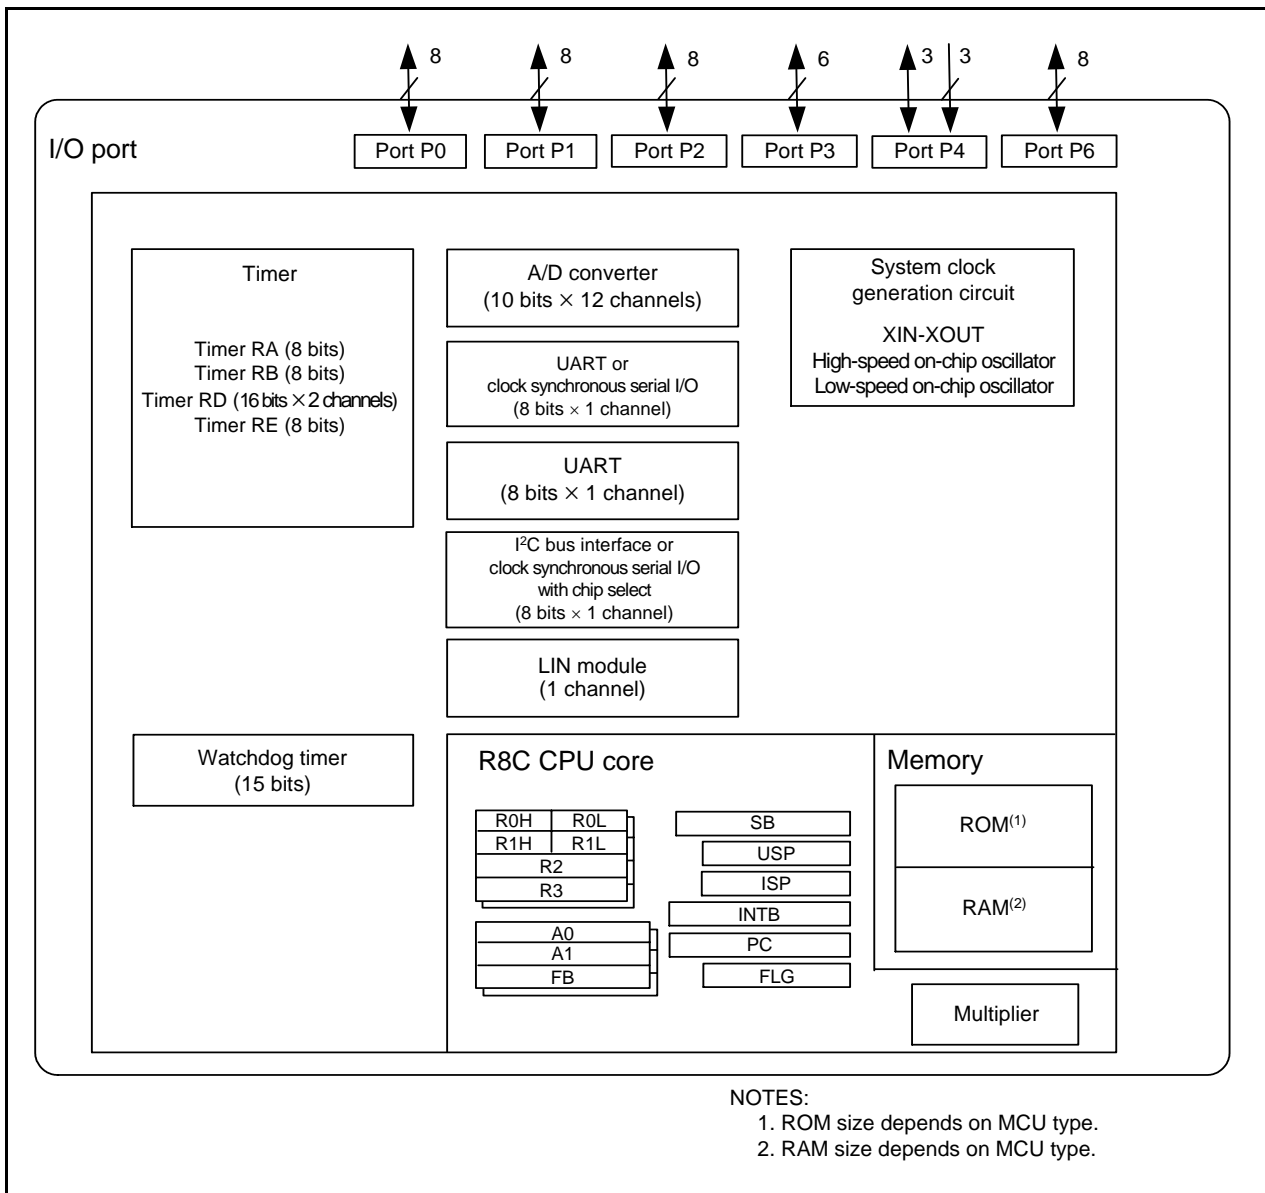 8 8 8 6 3 3 8
I/O port
Port P0 Port P1 Port P2 Port P3 Port P4 Port P6
Timer
Timer RA (8 bits)
Timer RB (8 bits)
Timer RD (16 bits × 2 channels)
Timer RE (8 bits)
A/D converter
(10 bits × 12 channels)
UART or
clock synchronous serial I/O
(8 bits × 1 channel)
UART
(8 bits × 1 channel)
I²C bus interface or
clock synchronous serial I/O
with chip select
(8 bits × 1 channel)
LIN module
(1 channel)
System clock
generation circuit
XIN-XOUT
High-speed on-chip oscillator
Low-speed on-chip oscillator
Watchdog timer
(15 bits)
R8C CPU core
R0H R0L
R1H R1L
R2
R3
A0
A1
FB
SB
USP
ISP
INTB
PC
FLG
Memory
ROM(1)
RAM(2)
Multiplier
NOTES:
1. ROM size depends on MCU type.
2. RAM size depends on MCU type.